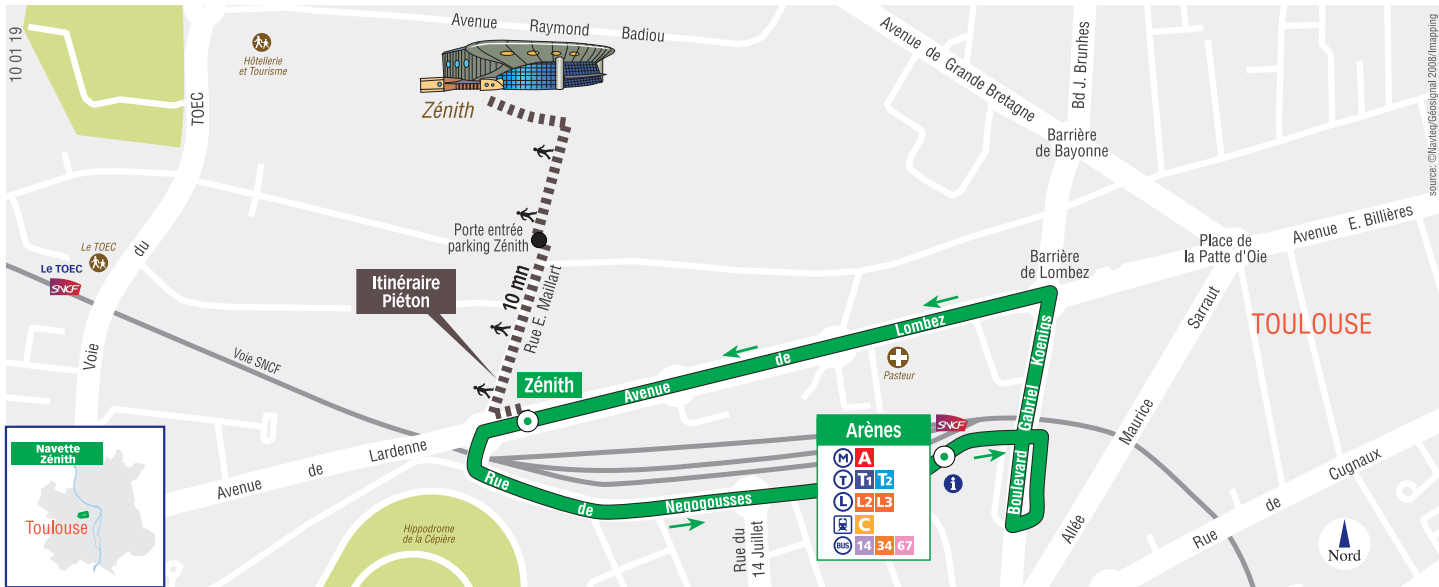 10 01 19
Avenue Raymond Badiou
Hôtellerie
et Tourisme
TOEC
Zénith
Avenue de Grande Bretagne
Bd J. Brunhes
Barrière
de Bayonne
source: ©Navteq/Géosignal 2008/Imapping
Porte entrée
parking Zénith
Avenue E. Billières
Place de
la Patte d'Oie
Barrière
de Lombez
Le TOEC
Le TOEC
SNCF
du
Voie
Itinéraire
Piéton
10 mn
Rue E. Maillart
Voie SNCF
Sarraut
TOULOUSE
Lombez
de
Avenue
Koenigs
Gabriel
Boulevard
Pasteur
Zénith
Maurice
Allée
SNCF
Arènes
M A
T T1 T2
L L2 L3
C
BUS 14 34 67
i
Avenue de Lardenne
Rue de Negogousses
Rue du
14 Juillet
Hippodrome
de la Cépière
Rue de Cugnaux
Nord
Navette
Zénith
Toulouse